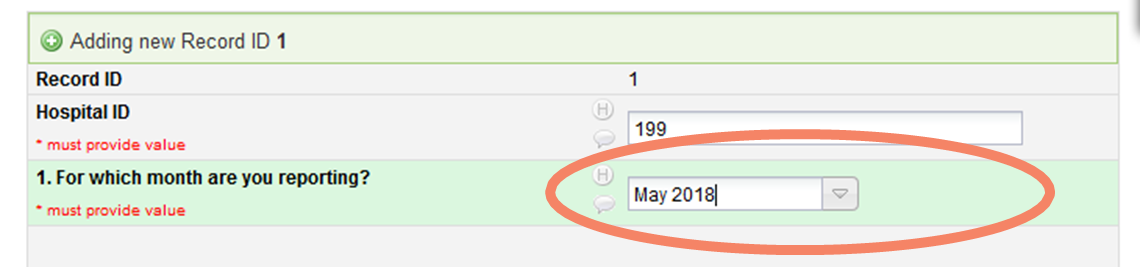 Adding new Record ID 1
Record ID 1
Hospital ID H
199
* must provide value
1. For which month are you reporting? H
May 2018
* must provide value